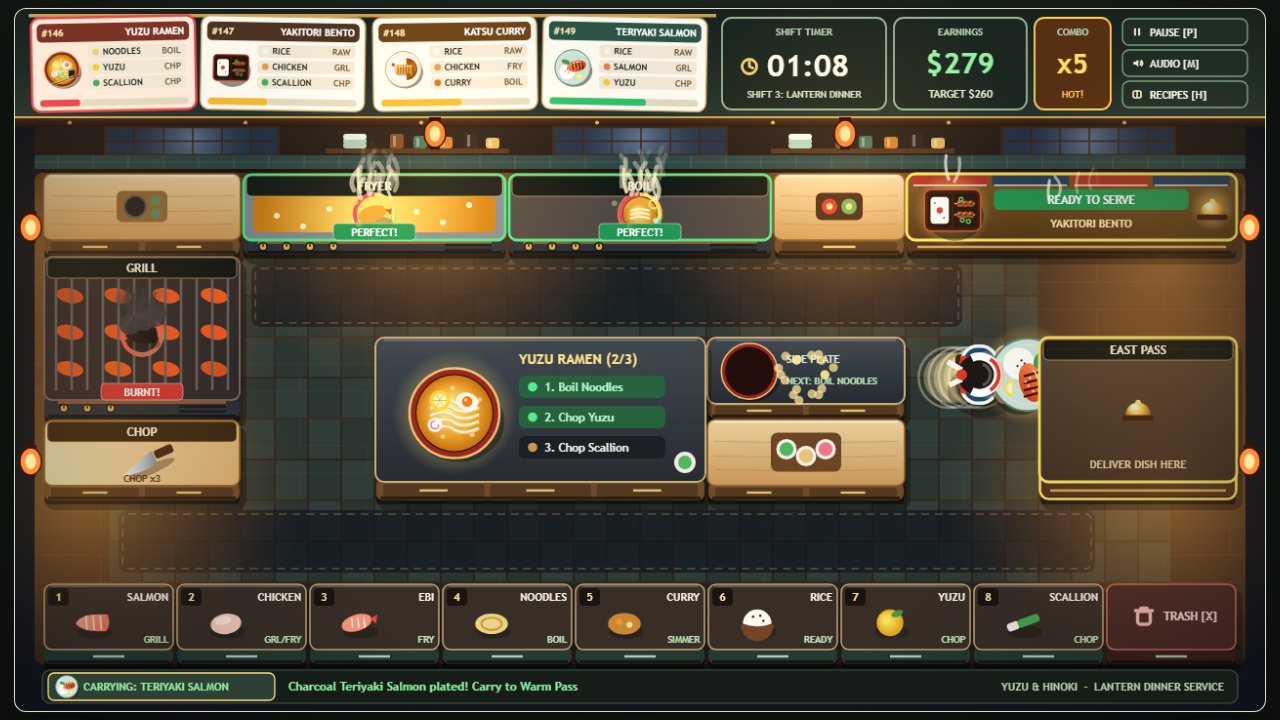 #146 YUZU RAMEN
NOODLES BOIL
YUZU CHP
SCALLION CHP
#147 YAKITORI BENTO
RICE RAW
CHICKEN GRL
SCALLION CHP
#148 KATSU CURRY
RICE RAW
CHICKEN FRY
CURRY BOIL
#149 TERIYAKI SALMON
RICE RAW
SALMON GRL
YUZU CHP
SHIFT TIMER
01:08
SHIFT 3: LANTERN DINNER
EARNINGS
$279
TARGET $260
COMBO
x5
HOT!
PAUSE [P]
AUDIO [M]
RECIPES [H]
FRYER
PERFECT!
BOIL
PERFECT!
READY TO SERVE
YAKITORI BENTO
GRILL
BURNT!
CHOP
CHOP x3
YUZU RAMEN (2/3)
1. Boil Noodles
2. Chop Yuzu
3. Chop Scallion
SIDE PLATE
NEXT: BOIL NOODLES
EAST PASS
DELIVER DISH HERE
1 SALMON
GRILL
2 CHICKEN
GRL/FRY
3 EBI
FRY
4 NOODLES
BOIL
5 CURRY
SIMMER
6 RICE
READY
7 YUZU
CHOP
8 SCALLION
CHOP
TRASH [X]
CARRYING: TERIYAKI SALMON
Charcoal Teriyaki Salmon plated! Carry to Warm Pass
YUZU & HINOKI - LANTERN DINNER SERVICE